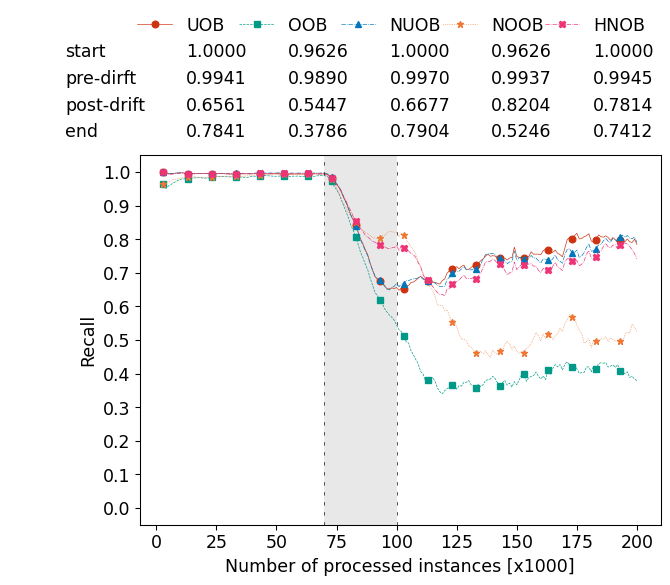 UOB OOB NUOB NOOB HNOB
start 1.0000 0.9626 1.0000 0.9626 1.0000
pre-dirft 0.9941 0.9890 0.9970 0.9937 0.9945
post-drift 0.6561 0.5447 0.6677 0.8204 0.7814
end 0.7841 0.3786 0.7904 0.5246 0.7412
1.0
0.9
0.8
0.7
0.6
0.5
0.4
0.3
0.2
0.1
0.0
Recall
0 25 50 75 100 125 150 175 200
Number of processed instances [x1000]